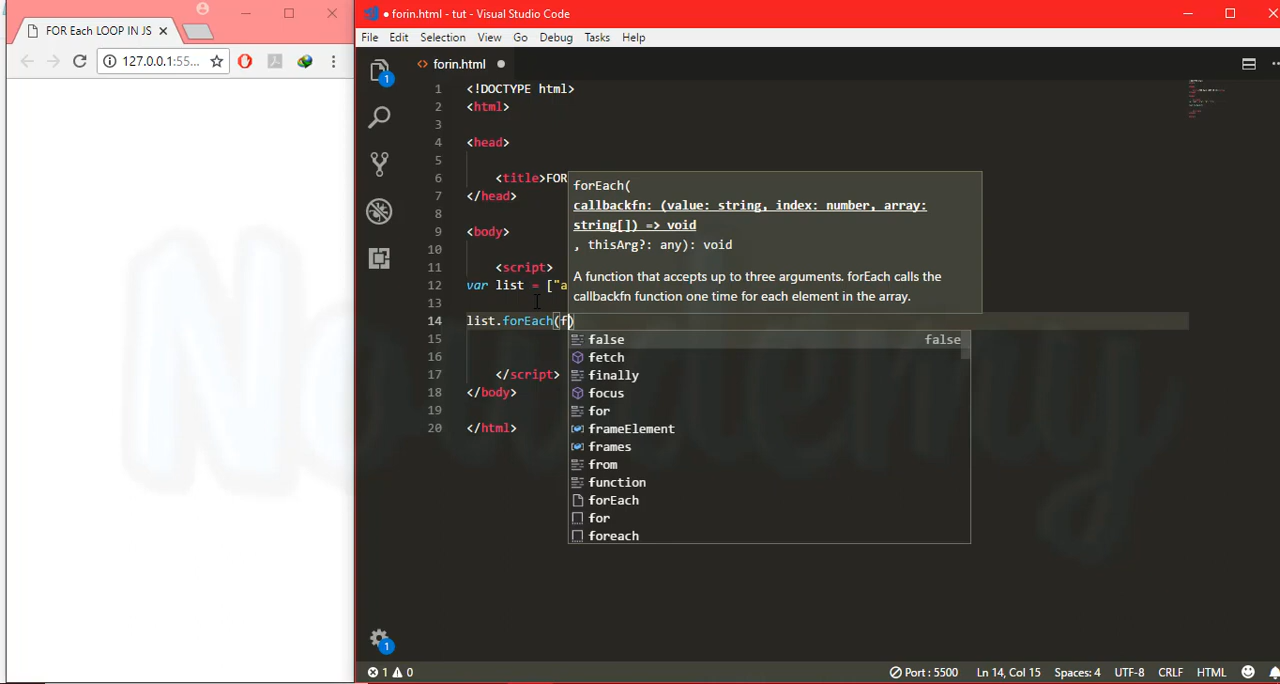 FOR Each LOOP IN JS
127.0.0.1:55...
forin.html - tut - Visual Studio Code
File Edit Selection View Go Debug Tasks Help
forin.html
1 <!DOCTYPE html>
2 <html>
3
4 <head>
5
6 <title>FOR
7 </head>
8
9 <body>
10
11 <script>
12 var list = ["a
13
14 list.forEach(f)
15
16
17 </script>
18 </body>
19
20 </html>
forEach(
callbackfn: (value: string, index: number, array:
string[]) => void
, thisArg?: any): void
A function that accepts up to three arguments. forEach calls the
callbackfn function one time for each element in the array.
false false
fetch
finally
focus
for
frameElement
frames
from
function
forEach
for
foreach
1
1
1 0 Port : 5500 Ln 14, Col 15 Spaces: 4 UTF-8 CRLF HTML